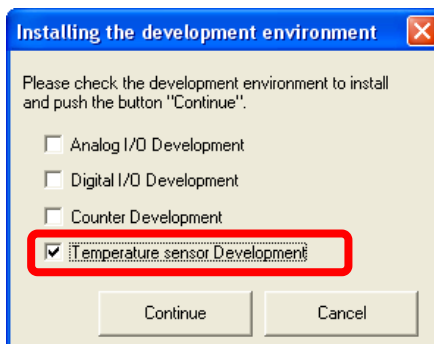 Installing the development environment
Please check the development environment to install
and push the button "Continue".
Analog I/O Development
Digital I/O Development
Counter Development
Temperature sensor Development
Continue
Cancel